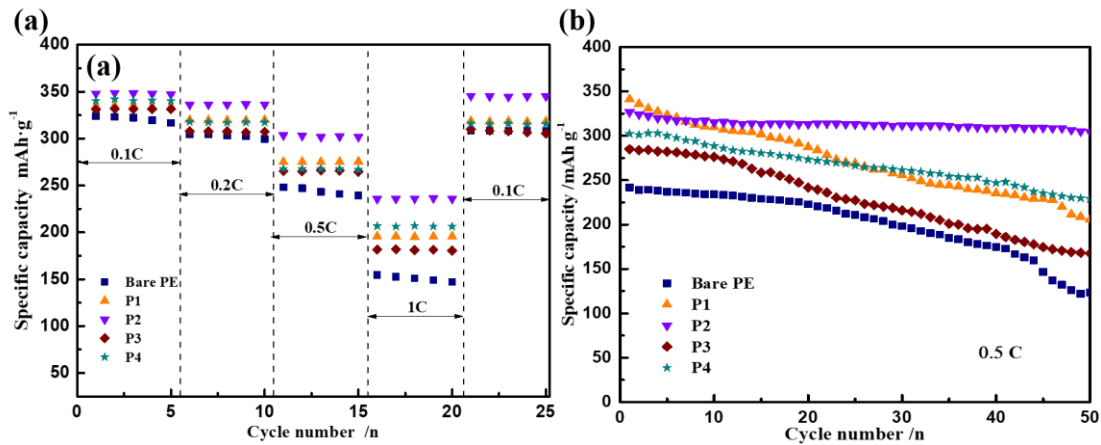 (a)
(a)
400
350
300
250
200
150
100
50
0
5
10
15
20
25
Specific capacity mAh·g-1
Cycle number /n
0.1C
0.2C
0.5C
1C
0.1C
Bare PE
P1
P2
P3
P4
(b)
400
350
300
250
200
150
100
50
0
0
10
20
30
40
50
Specific capacity /mAh·g-1
Cycle number /n
Bare PE
P1
P2
P3
P4
0.5 C